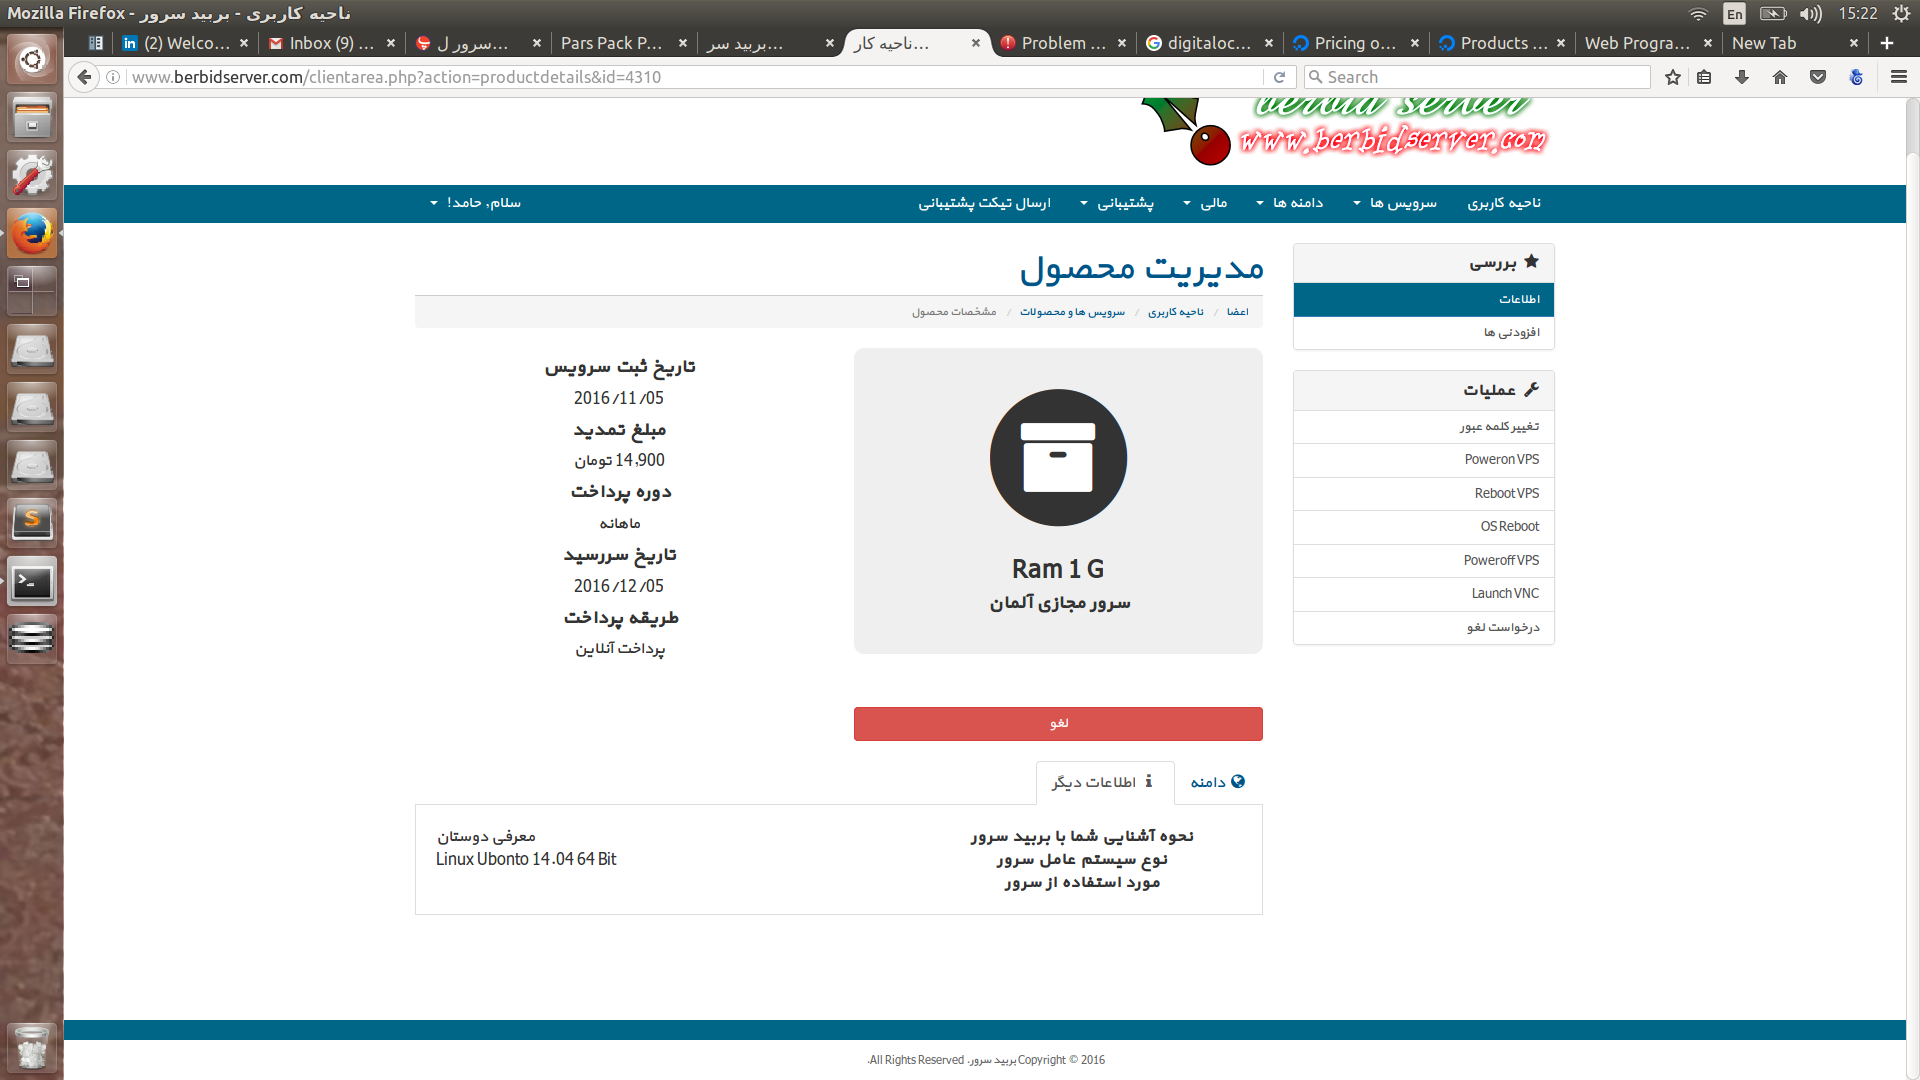 Mozilla Firefox - ناحیه کاربری - بربید سرور
En
15:22
(2) Welco...
Inbox (9) ...
سرور ل...
Pars Pack P...
بربید سر...
ناحیه کار...
Problem ...
digitaloc...
Pricing o...
Products ...
Web Progra...
New Tab
www.berbidserver.com/clientarea.php?action=productdetails&id=4310
Search
berbid server
www.berbidserver.com
ناحیه کاربری
سرویس ها
دامنه ها
مالی
پشتیبانی
ارسال تیکت پشتیبانی
سلام, حامد!
بررسی
اطلاعات
افزودنی ها
عملیات
تغییرکلمه عبور
Poweron VPS
Reboot VPS
OS Reboot
Poweroff VPS
Launch VNC
درخواست لغو
مدیریت محصول
اعضا / ناحیه کاربری / سرویس ها و محصولات / مشخصات محصول
Ram 1 G
سرور مجازی آلمان
تاریخ ثبت سرویس
2016/11/05
مبلغ تمدید
14,900 تومان
دوره پرداخت
ماهانه
تاریخ سررسید
2016/12/05
طریقه پرداخت
پرداخت آنلاین
لغو
دامنه
اطلاعات دیگر
نحوه آشنایی شما با بربید سرور
معرفی دوستان
نوع سیستم عامل سرور
Linux Ubonto 14.04 64 Bit
مورد استفاده از سرور
Copyright © 2016 بربید سرور. All Rights Reserved.